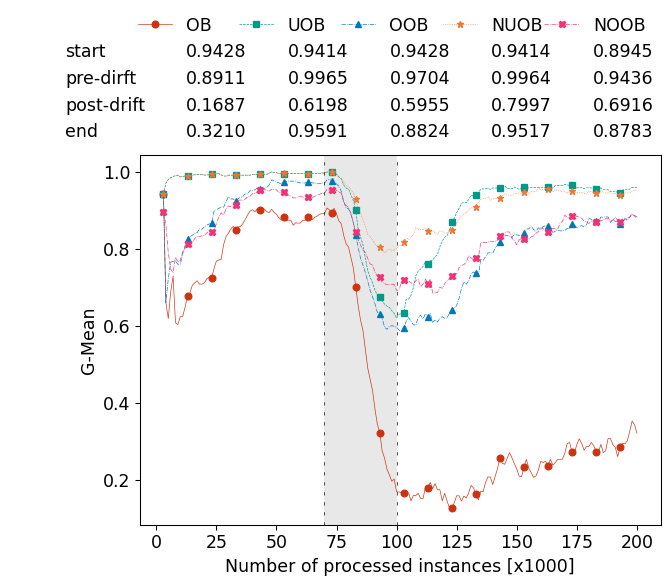 OB UOB OOB NUOB NOOB
start 0.9428 0.9414 0.9428 0.9414 0.8945
pre-dirft 0.8911 0.9965 0.9704 0.9964 0.9436
post-drift 0.1687 0.6198 0.5955 0.7997 0.6916
end 0.3210 0.9591 0.8824 0.9517 0.8783
1.0
0.8
0.6
0.4
0.2
G-Mean
0 25 50 75 100 125 150 175 200
Number of processed instances [x1000]